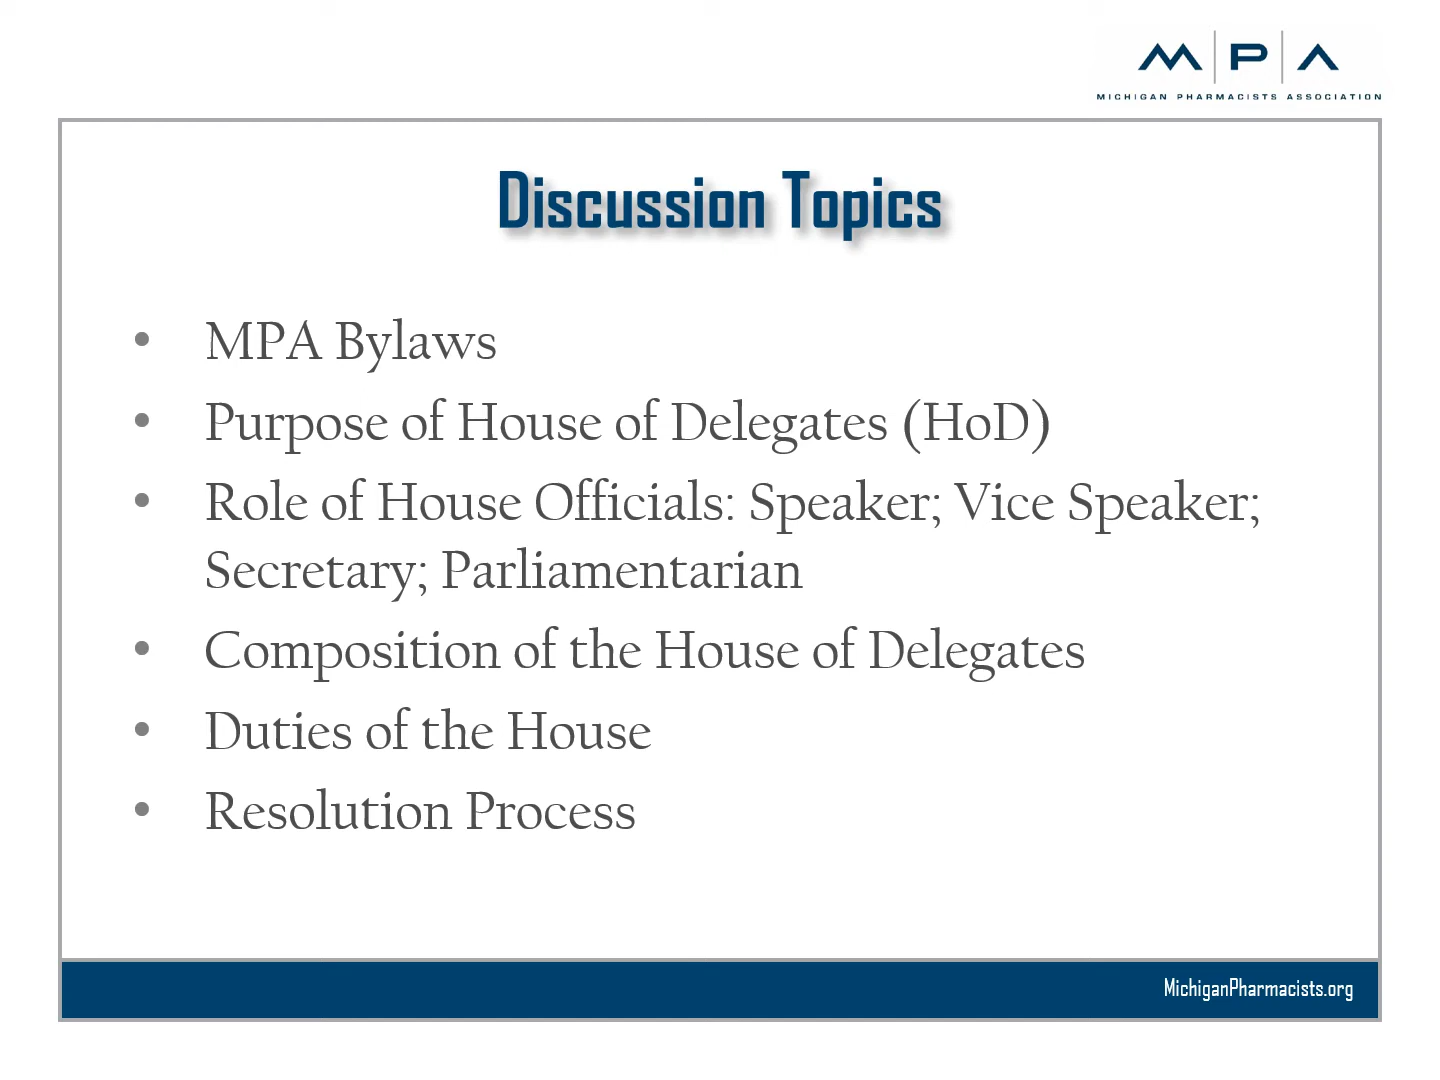 M P A
MICHIGAN PHARMACISTS ASSOCIATION
Discussion Topics
• MPA Bylaws
• Purpose of House of Delegates (HoD)
• Role of House Officials: Speaker; Vice Speaker;
Secretary; Parliamentarian
• Composition of the House of Delegates
• Duties of the House
• Resolution Process
MichiganPharmacists.org